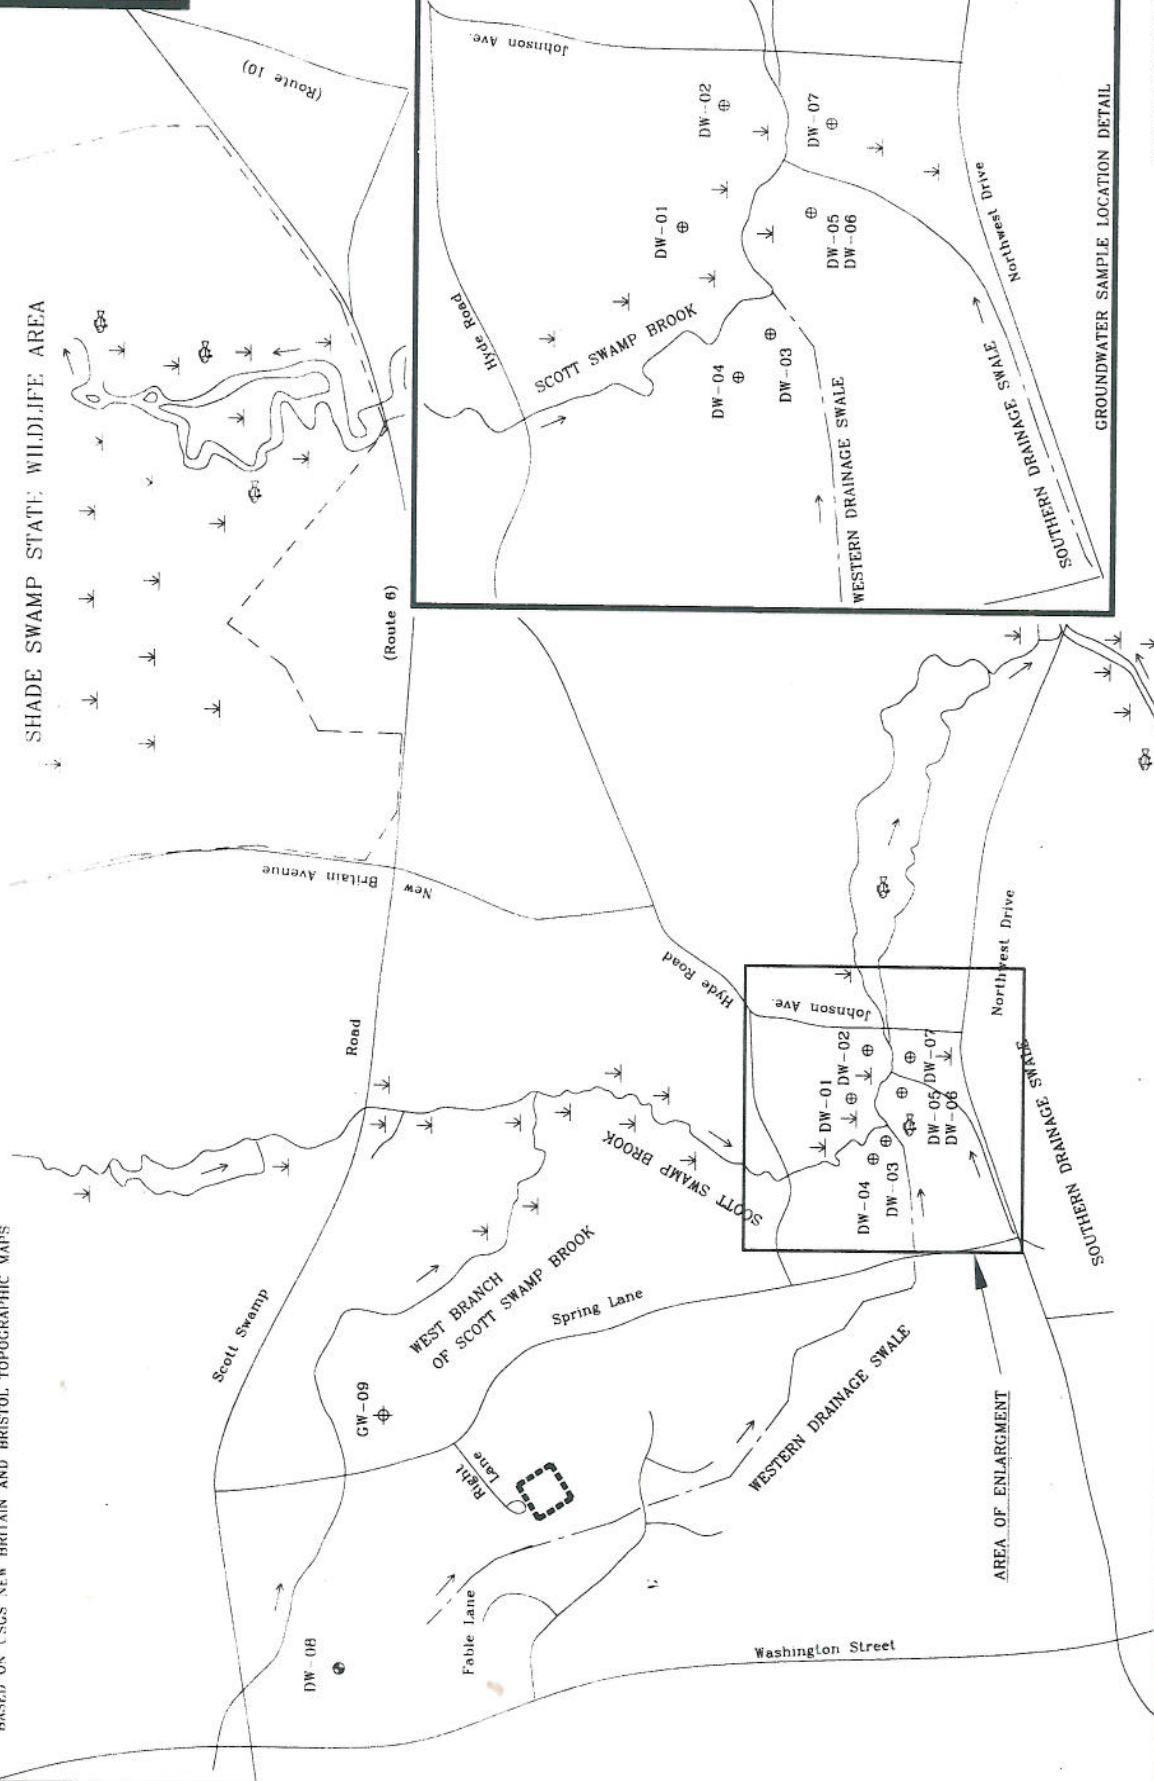 BASED ON USGS NEW BRITAIN AND BRISTOL TOPOGRAPHIC MAPS
SHADE SWAMP STATE WILDLIFE AREA
(Route 10)
(Route 6)
New Britain Avenue
Scott Swamp
Road
Hyde Road
Johnson Ave.
Northwest Drive
SCOTT SWAMP BROOK
WEST BRANCH
OF SCOTT SWAMP BROOK
Spring Lane
GW-09
Right
Lane
WESTERN DRAINAGE SWALE
DW-08
Fable Lane
Washington Street
DW-01
DW-02
DW-04
DW-03
DW-05
DW-06
DW-07
SOUTHERN DRAINAGE SWALE
AREA OF ENLARGMENT
Johnson Ave.
Hyde Road
SCOTT SWAMP BROOK
DW-01
DW-02
DW-04
DW-03
DW-05
DW-06
DW-07
WESTERN DRAINAGE SWALE
SOUTHERN DRAINAGE SWALE
Northwest Drive
GROUNDWATER SAMPLE LOCATION DETAIL